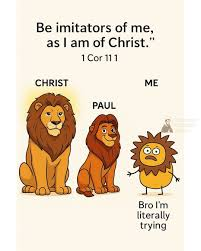 Be imitators of me,
as I am of Christ."
1 Cor 11 1
CHRIST
ME
PAUL
Bro I'm
literally
trying